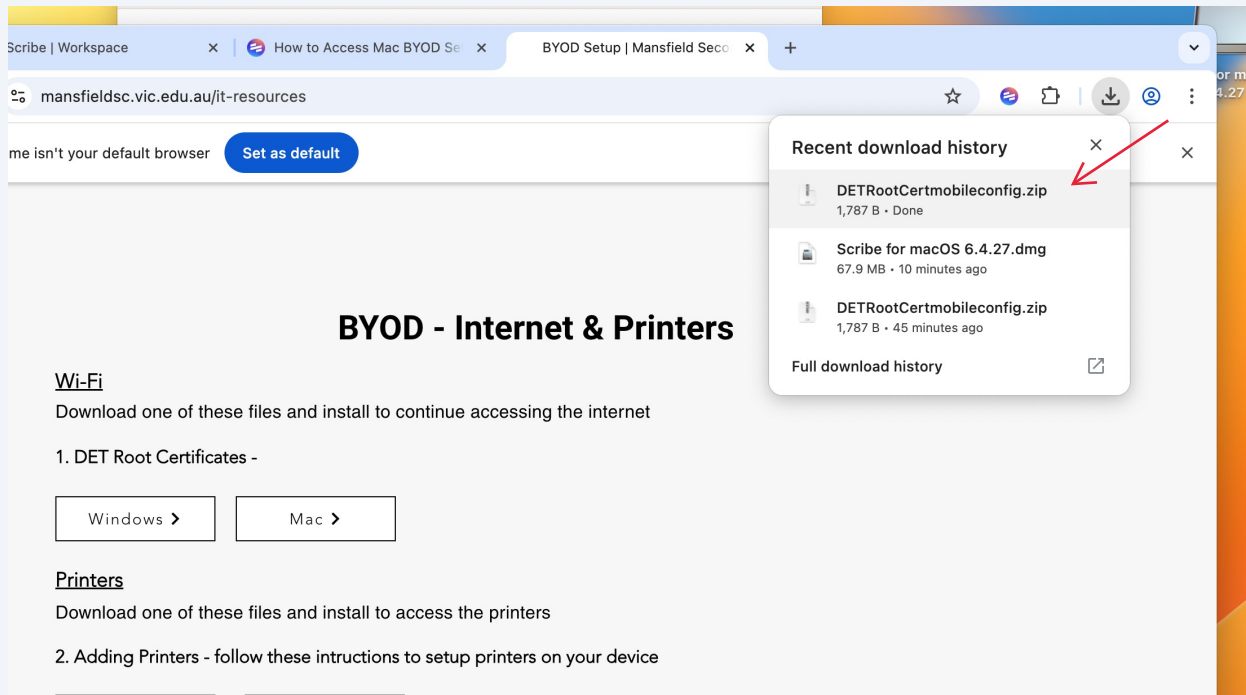 Scribe | Workspace
How to Access Mac BYOD Se
BYOD Setup | Mansfield Seco
mansfieldsc.vic.edu.au/it-resources
or m
4.27
me isn't your default browser
Set as default
Recent download history
DETRootCertmobileconfig.zip
1,787 B • Done
Scribe for macOS 6.4.27.dmg
67.9 MB • 10 minutes ago
DETRootCertmobileconfig.zip
1,787 B • 45 minutes ago
Full download history
BYOD - Internet & Printers
Wi-Fi
Download one of these files and install to continue accessing the internet
1. DET Root Certificates -
Windows
Mac
Printers
Download one of these files and install to access the printers
2. Adding Printers - follow these intructions to setup printers on your device